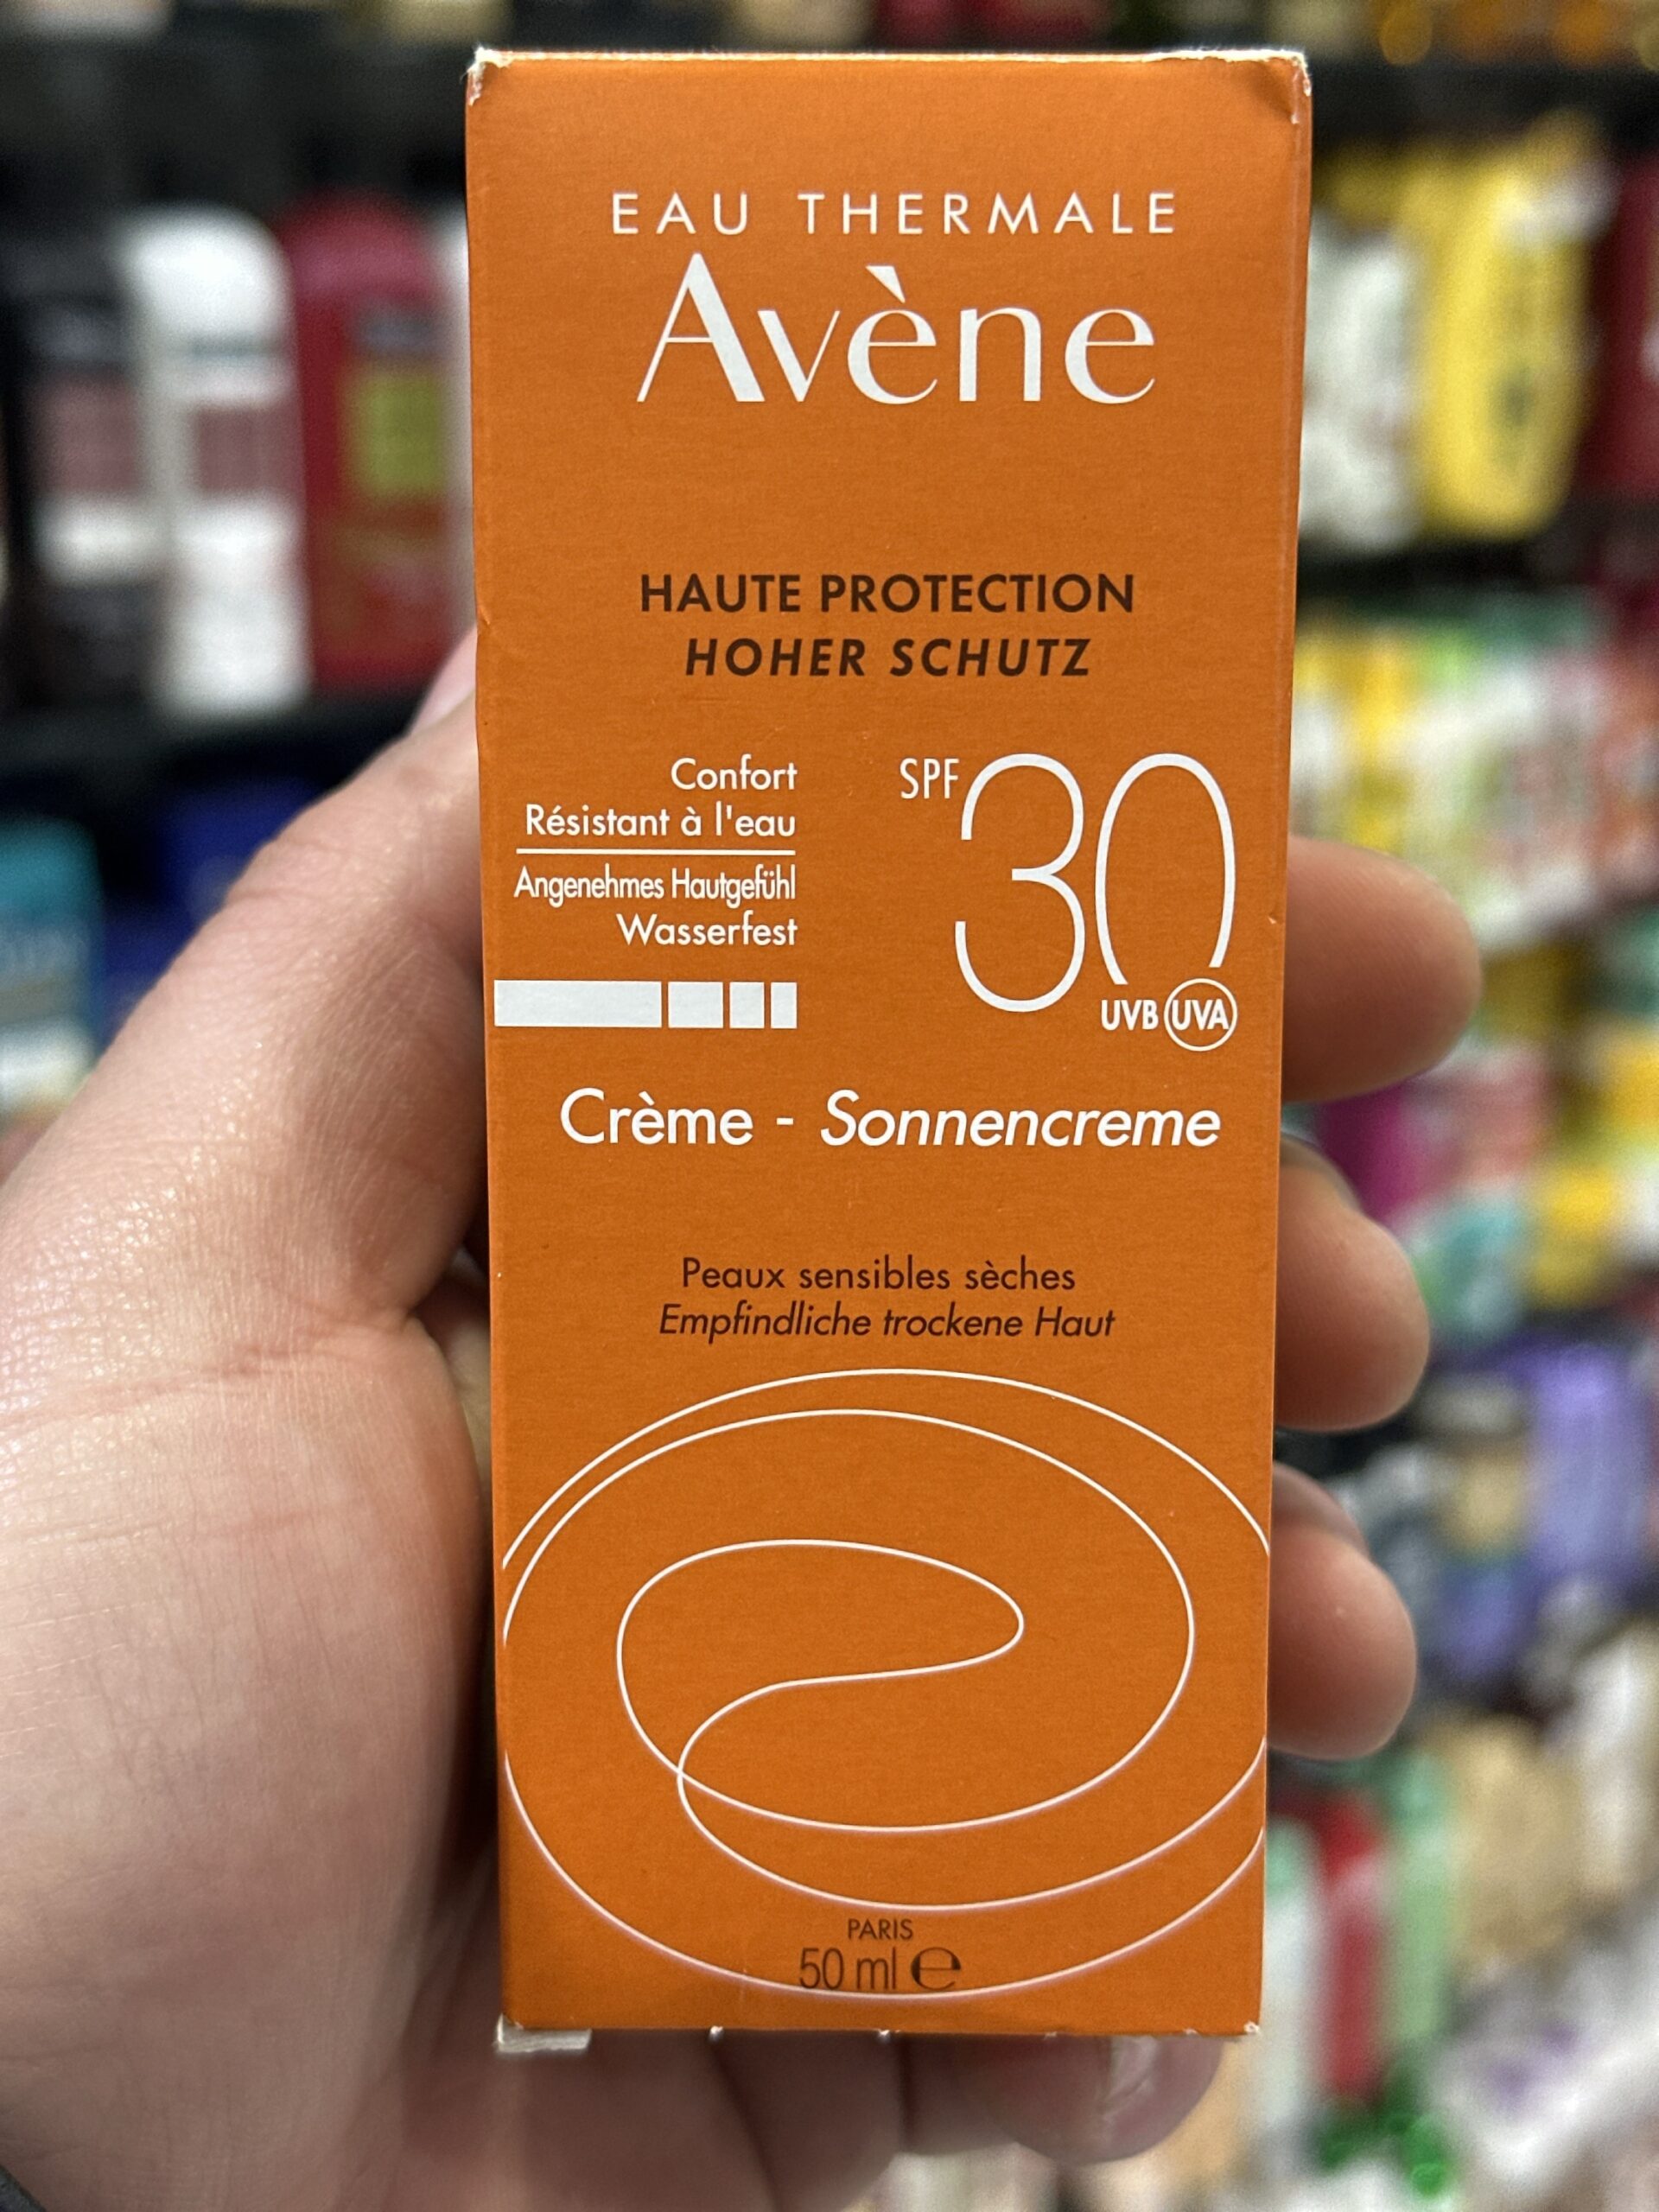 EAU THERMALE
Avène
HAUTE PROTECTION
HOHER SCHUTZ
Confort
Résistant à l'eau
Angenehmes Hautgefühl
Wasserfest
SPF 30
UVB UVA
Crème - Sonnencreme
Peaux sensibles sèches
Empfindliche trockene Haut
PARIS
50 ml ℮